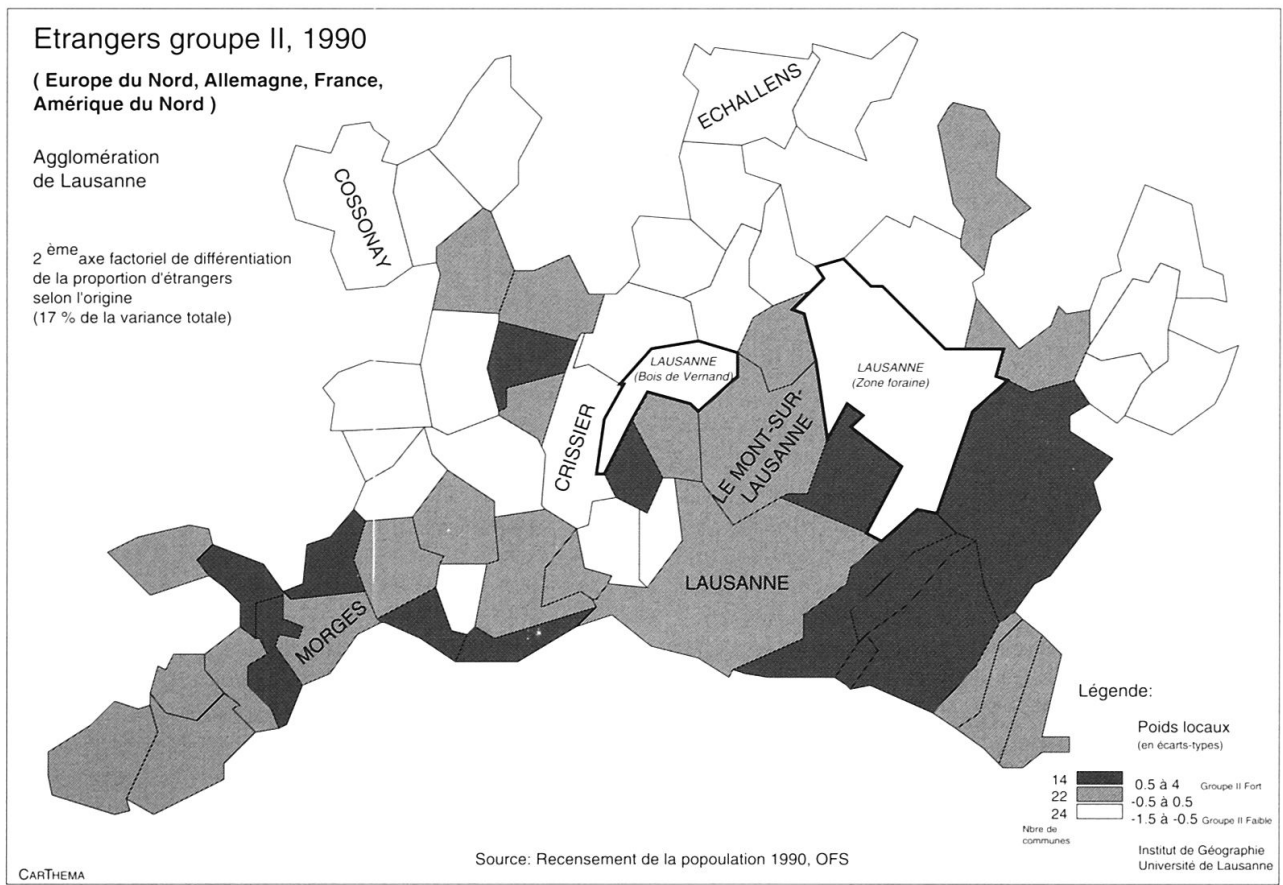 Etrangers groupe II, 1990
( Europe du Nord, Allemagne, France,
Amérique du Nord )
Agglomération
de Lausanne
2 ème axe factoriel de différentiation
de la proportion d'étrangers
selon l'origine
(17 % de la variance totale)
ECHALLENS
COSSONAY
LAUSANNE
(Bois de Vernand)
LAUSANNE
(Zone foraine)
CRISSIER
LE MONT-SUR-
LAUSANNE
LAUSANNE
MORGES
Légende:
Poids locaux
(en écarts-types)
14 0.5 à 4 Groupe II Fort
22 -0.5 à 0.5
24 -1.5 à -0.5 Groupe II Faible
Nbre de
communes
Source: Recensement de la popoulation 1990, OFS
Institut de Géographie
Université de Lausanne
CARTHEMA